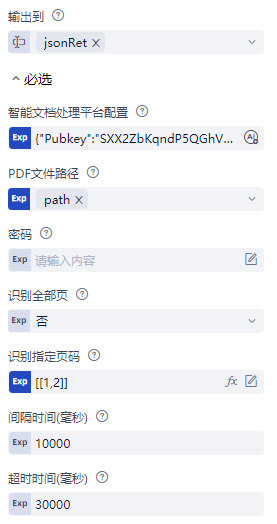 输出到
jsonRet ×
必选
智能文档处理平台配置
Exp {"Pubkey":"SXX2ZbKqndP5QGhV...
PDF文件路径
Exp path ×
密码
Exp 请输入内容
识别全部页
Exp 否
识别指定页码
Exp [[1,2]] fx
间隔时间(毫秒)
Exp 10000
超时时间(毫秒)
Exp 30000